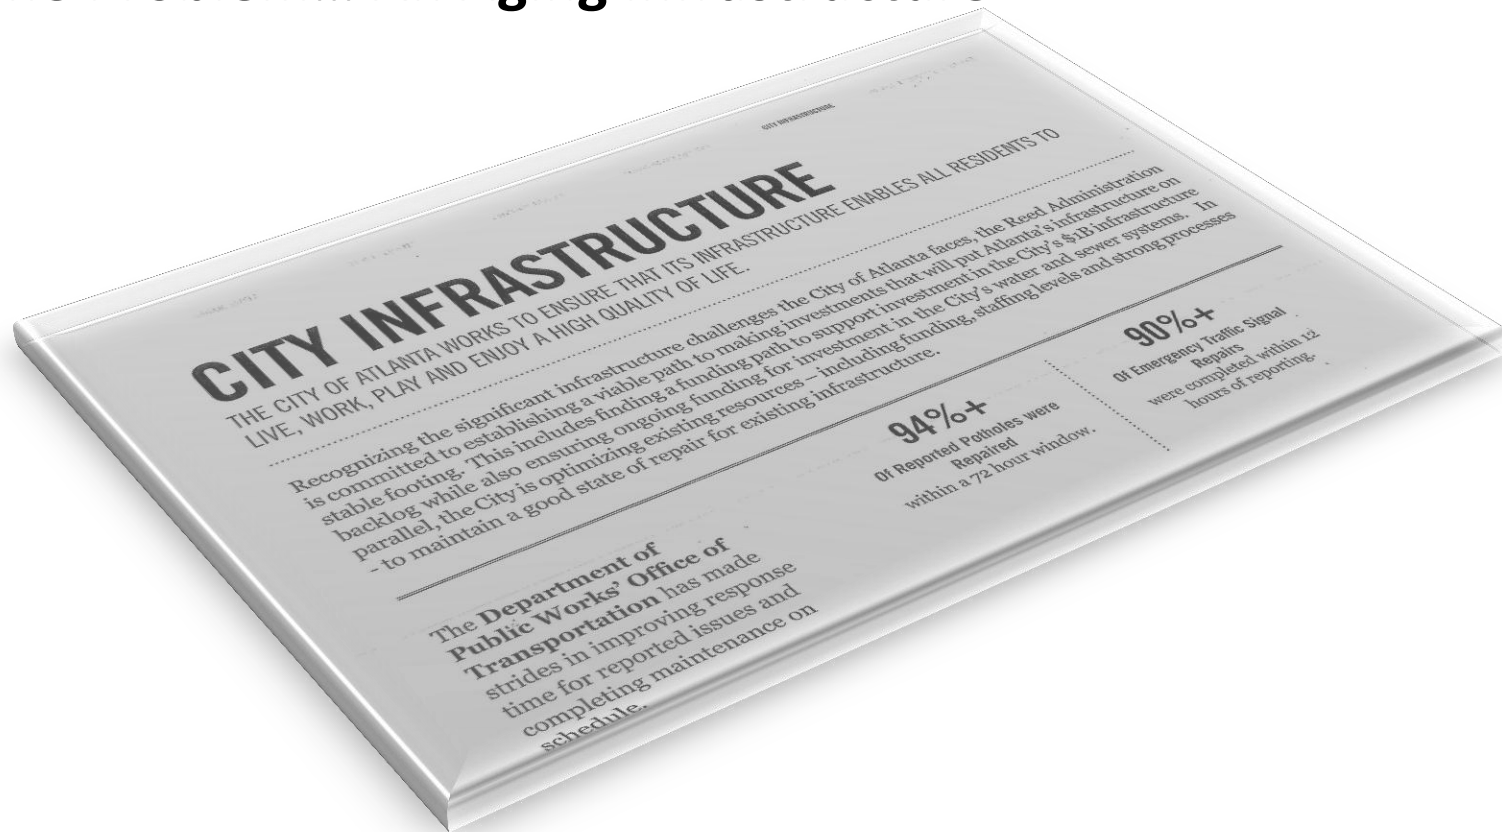 CITY INFRASTRUCTURE
CITY INFRASTRUCTURE
THE CITY OF ATLANTA WORKS TO ENSURE THAT ITS INFRASTRUCTURE ENABLES ALL RESIDENTS TO
LIVE, WORK, PLAY AND ENJOY A HIGH QUALITY OF LIFE.
Recognizing the significant infrastructure challenges the City of Atlanta faces, the Reed Administration
is committed to establishing a viable path to making investments that will put Atlanta's infrastructure on
stable footing. This includes finding a funding path to support investment in the City's $1B infrastructure
backlog while also ensuring ongoing funding for investment in the City's water and sewer systems. In
parallel, the City is optimizing existing resources – including funding, staffing levels and strong processes
- to maintain a good state of repair for existing infrastructure.
The Department of
Public Works' Office of
Transportation has made
strides in improving response
time for reported issues and
completing maintenance on
schedule.
94%+
Of Reported Potholes were
Repaired
within a 72 hour window.
90%+
Of Emergency Traffic Signal
Repairs
were completed within 12
hours of reporting.